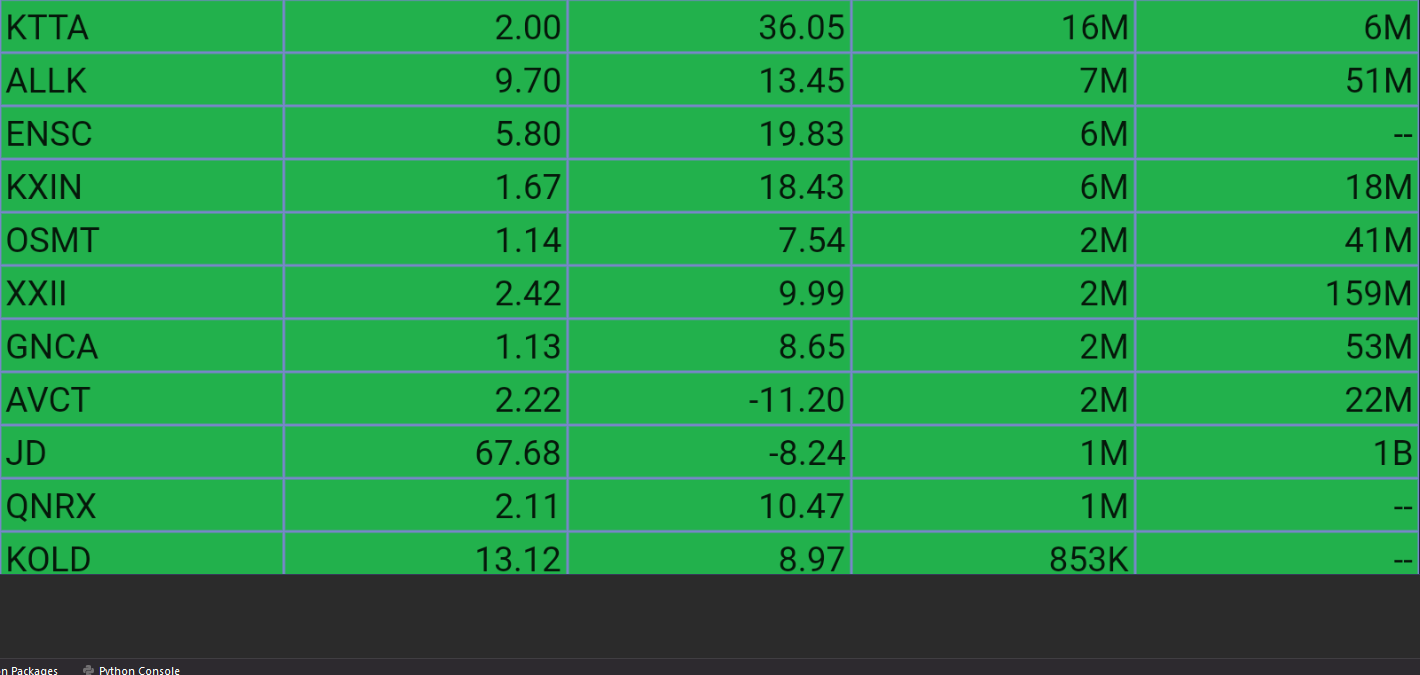 KTTA 2.00 36.05 16M 6M
ALLK 9.70 13.45 7M 51M
ENSC 5.80 19.83 6M --
KXIN 1.67 18.43 6M 18M
OSMT 1.14 7.54 2M 41M
XXII 2.42 9.99 2M 159M
GNCA 1.13 8.65 2M 53M
AVCT 2.22 -11.20 2M 22M
JD 67.68 -8.24 1M 1B
QNRX 2.11 10.47 1M --
KOLD 13.12 8.97 853K --
n Packages Python Console